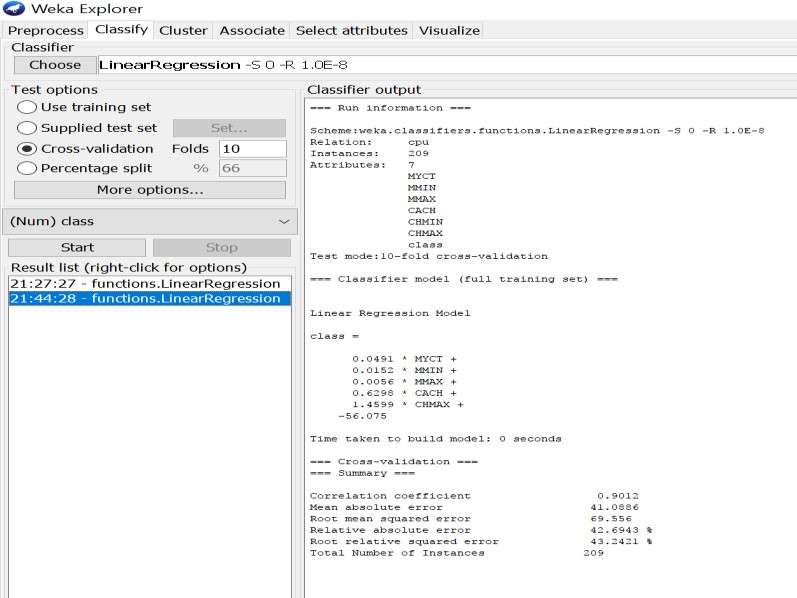 Weka Explorer
Preprocess Classify Cluster Associate Select attributes Visualize
Classifier
Choose LinearRegression -S 0 -R 1.0E-8
Test options
Use training set
Supplied test set Set...
Cross-validation Folds 10
Percentage split % 66
More options...
(Num) class
Start Stop
Result list (right-click for options)
21:27:27 - functions.LinearRegression
21:44:28 - functions.LinearRegression
Classifier output
=== Run information ===
Scheme:weka.classifiers.functions.LinearRegression -S 0 -R 1.0E-8
Relation: cpu
Instances: 209
Attributes: 7
MYCT
MMIN
MMAX
CACH
CHMIN
CHMAX
class
Test mode:10-fold cross-validation
=== Classifier model (full training set) ===
Linear Regression Model
class =
0.0491 * MYCT +
0.0152 * MMIN +
0.0056 * MMAX +
0.6298 * CACH +
1.4599 * CHMAX +
-56.075
Time taken to build model: 0 seconds
=== Cross-validation ===
=== Summary ===
Correlation coefficient 0.9012
Mean absolute error 41.0886
Root mean squared error 69.556
Relative absolute error 42.6943 %
Root relative squared error 43.2421 %
Total Number of Instances 209